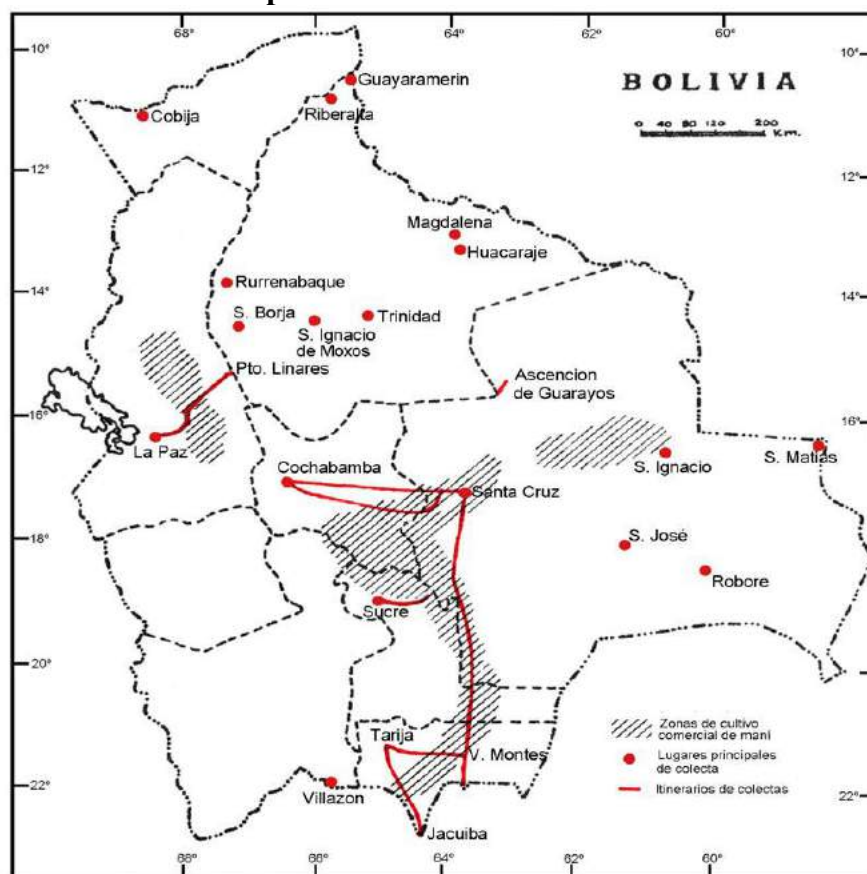 68° 66° 64° 62° 60°
10° 10°
Guayaramerin
BOLIVIA
Cobija
Riberalta
0 40 80 120 200
Km.
12° 12°
Magdalena
Huacaraje
Rurrenabaque
14° 14°
S. Borja
S. Ignacio
de Moxos
Trinidad
Pto. Linares
Ascencion
de Guarayos
16° 16°
La Paz
Cochabamba
Santa Cruz
S. Ignacio
S. Matias
18°
S. José
Robore
Sucre
20°
Tarija
V. Montes
Zonas de cultivo
comercial de maní
Lugares principales
de colecta
Itinerarios de colectas
22° 22°
Villazon
Jacuiba
68° 66° 64° 62° 60°